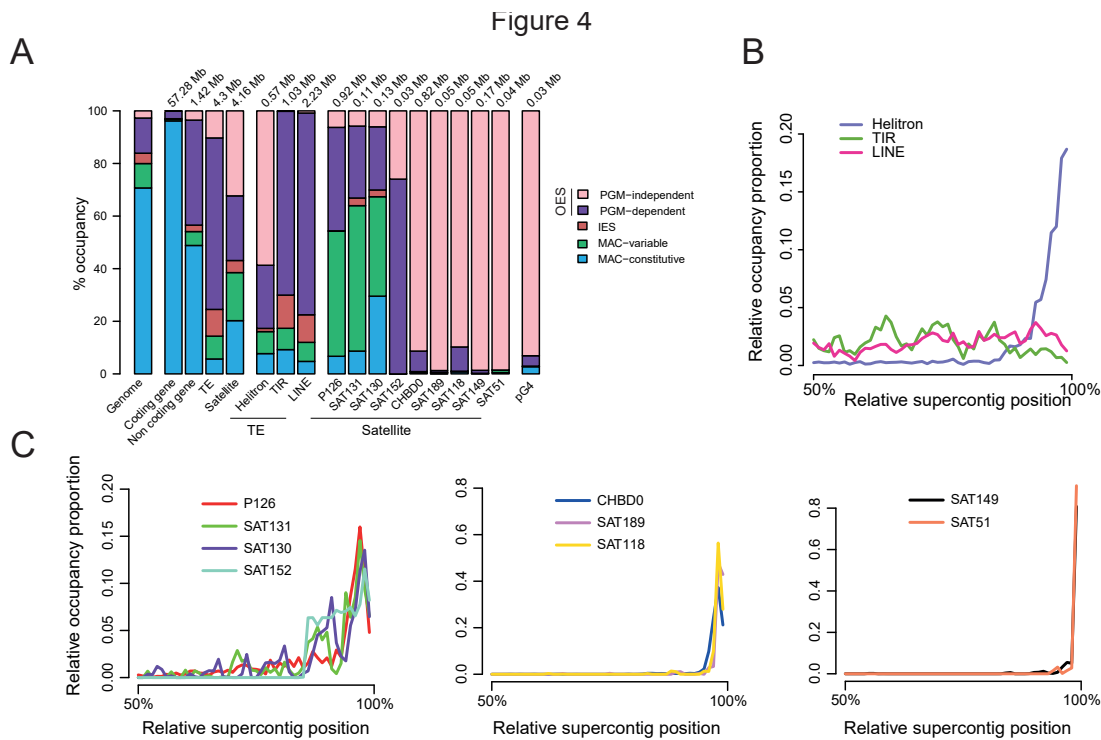 Figure 4
A
57.28 Mb
1.42 Mb
4.3 Mb
4.16 Mb
0.57 Mb
1.03 Mb
2.23 Mb
0.92 Mb
0.11 Mb
0.13 Mb
0.03 Mb
0.82 Mb
0.05 Mb
0.05 Mb
0.17 Mb
0.04 Mb
0.03 Mb
% occupancy
100
80
60
40
20
0
OES
PGM−independent
PGM−dependent
IES
MAC−variable
MAC−constitutive
Genome
Coding gene
Non coding gene
TE
Satellite
Helitron
TIR
LINE
P126
SAT131
SAT130
SAT152
CHBD0
SAT189
SAT118
SAT149
SAT51
pG4
TE
Satellite
B
Relative occupancy proportion
0.20
0.15
0.10
0.05
0.00
Helitron
TIR
LINE
50%
100%
Relative supercontig position
C
Relative occupancy proportion
0.20
0.15
0.10
0.05
0.00
P126
SAT131
SAT130
SAT152
50%
100%
Relative supercontig position
0.8
0.6
0.4
0.2
0.0
CHBD0
SAT189
SAT118
50%
100%
Relative supercontig position
0.8
0.6
0.4
0.2
0.0
SAT149
SAT51
50%
100%
Relative supercontig position